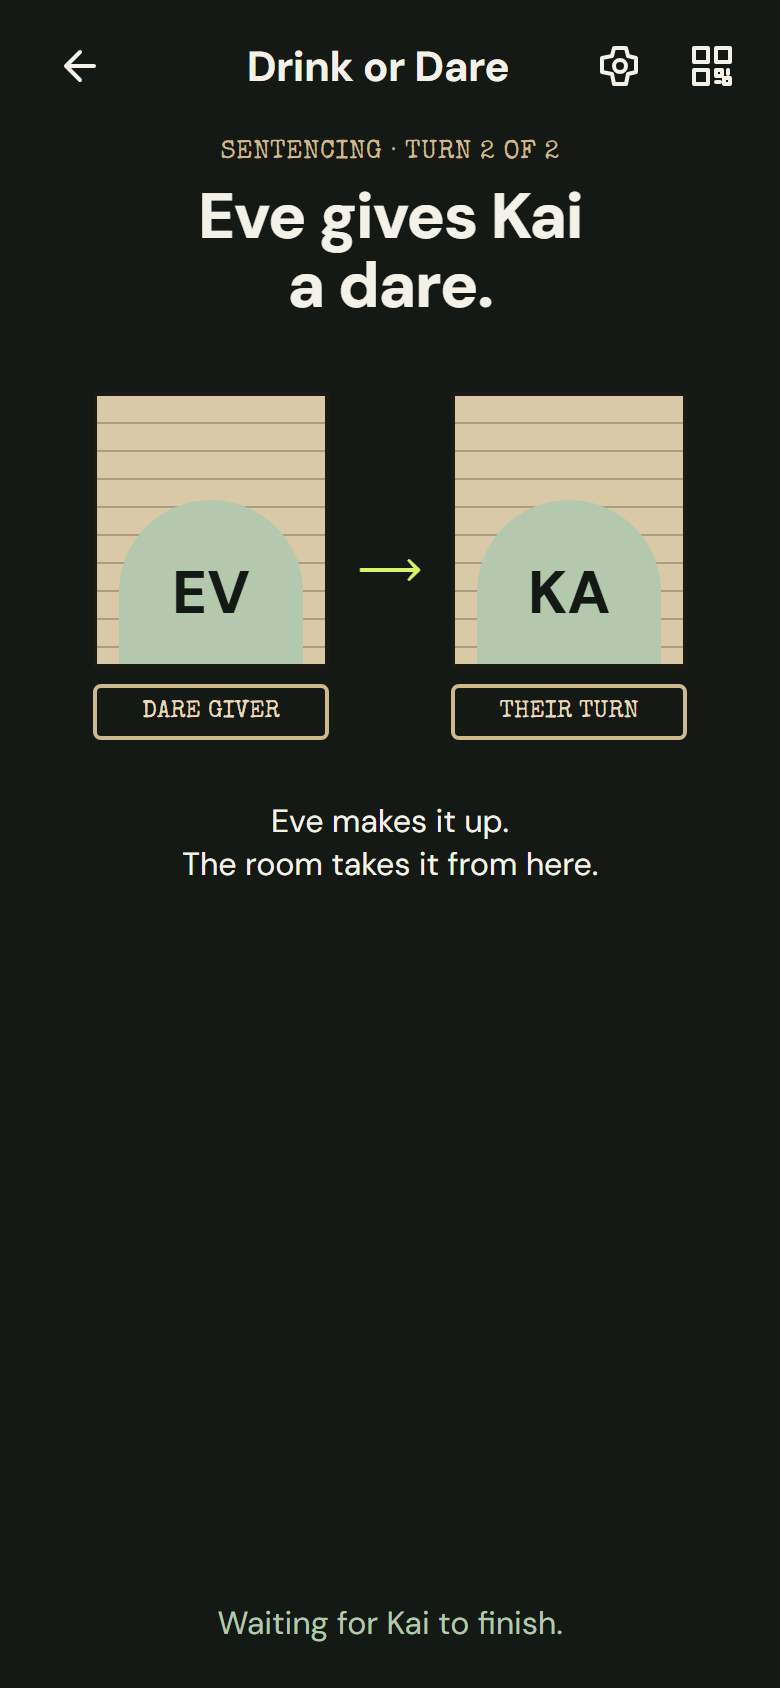 Drink or Dare
SENTENCING · TURN 2 OF 2
Eve gives Kai
a dare.
EV
KA
DARE GIVER
THEIR TURN
Eve makes it up.
The room takes it from here.
Waiting for Kai to finish.